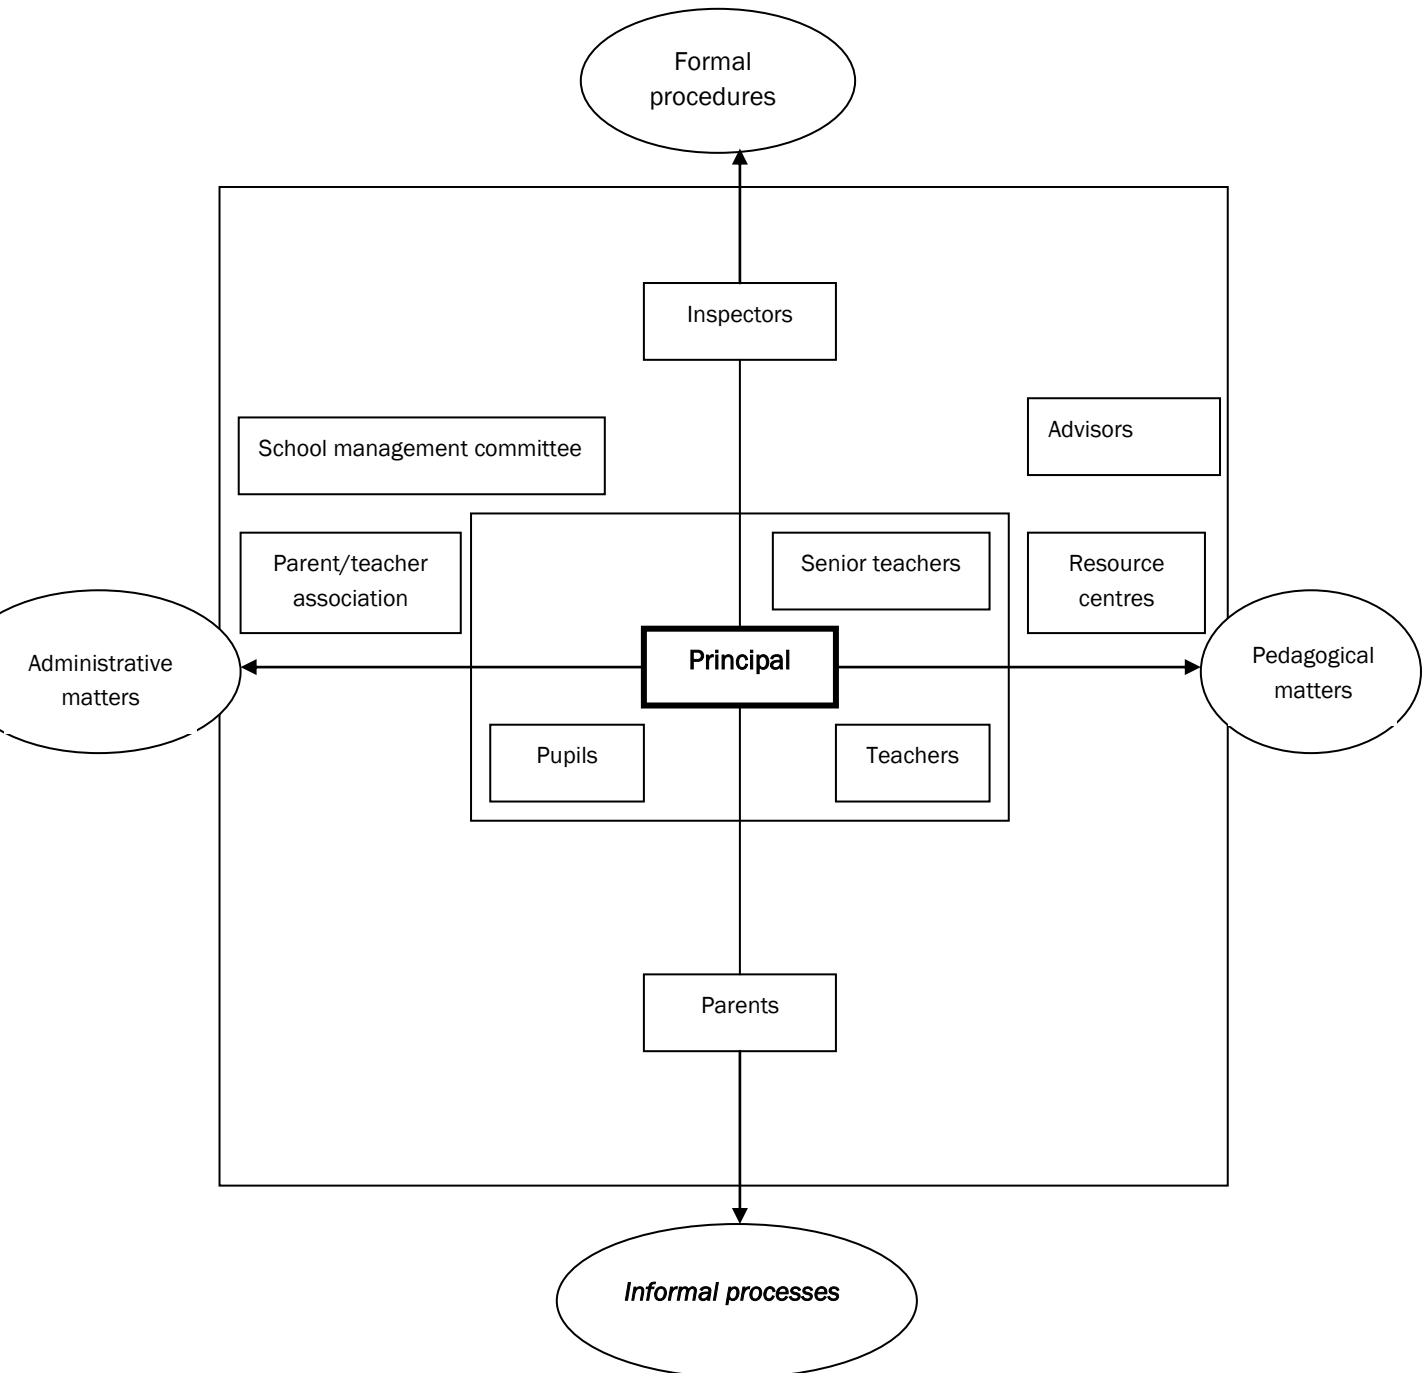 Formal
procedures
Inspectors
School management committee
Advisors
Parent/teacher
association
Senior teachers
Resource
centres
Administrative
matters
Principal
Pedagogical
matters
Pupils
Teachers
Parents
Informal processes